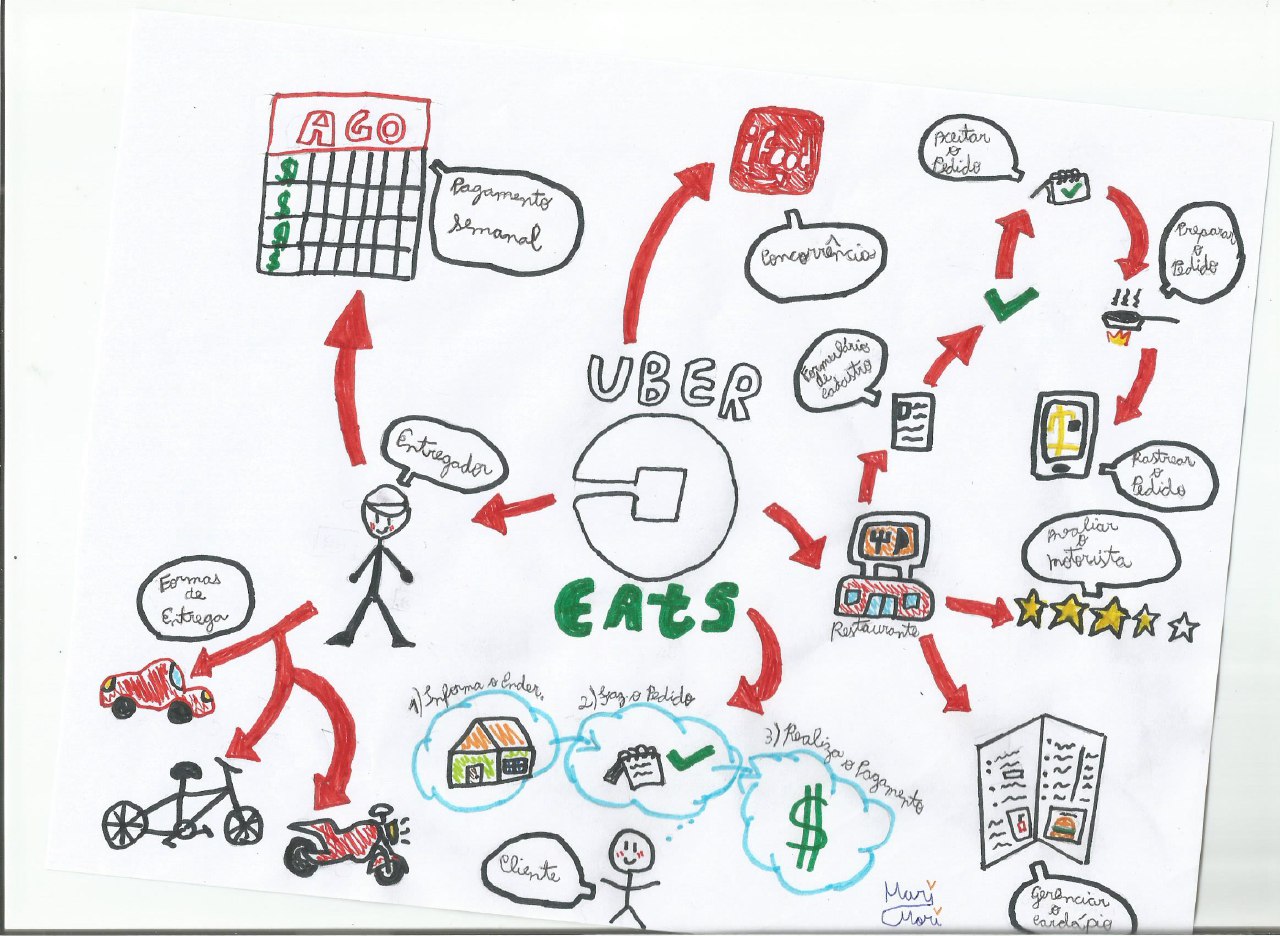 AGO
Pagamento
Semanal
ifood
Concorrência
Aceitar
o
Pedido
Preparar
o
Pedido
Formulários
de
Cadastro
UBER
EATS
Entregador
Rastrear
o
Pedido
Avaliar
o
Motorista
Restaurante
Formas
de
Entrega
1) Informa o Ender.
2) Faz o Pedido
3) Realiza o Pagamento
$
Cliente
Mari
Mori
Gerenciar
o
Cardápio